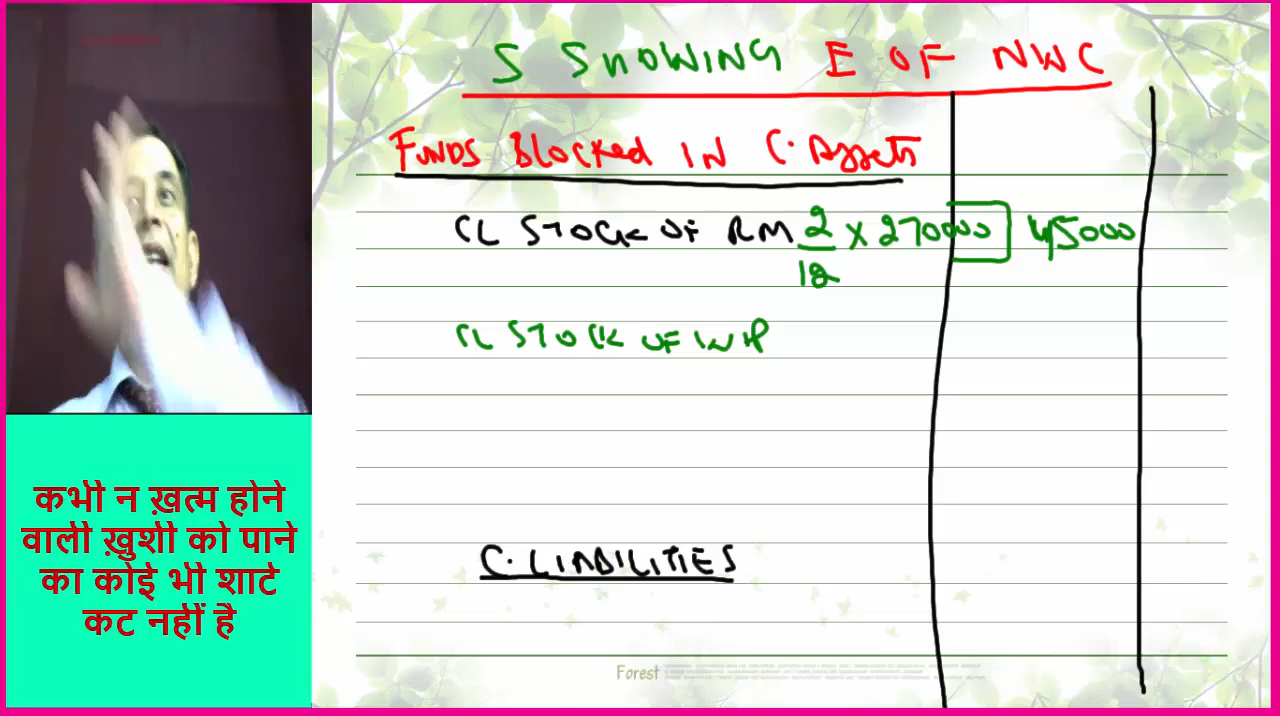 S SHOWING E OF NWC
FUNDS Blocked IN C. Assets
CL STOCK OF RM 2/12 × 270000 45000
CL STOCK OF WIP
C. LIABILITIES
Forest
कभी न ख़त्म होने
वाली ख़ुशी को पाने
का कोई भी शार्ट
कट नहीं है